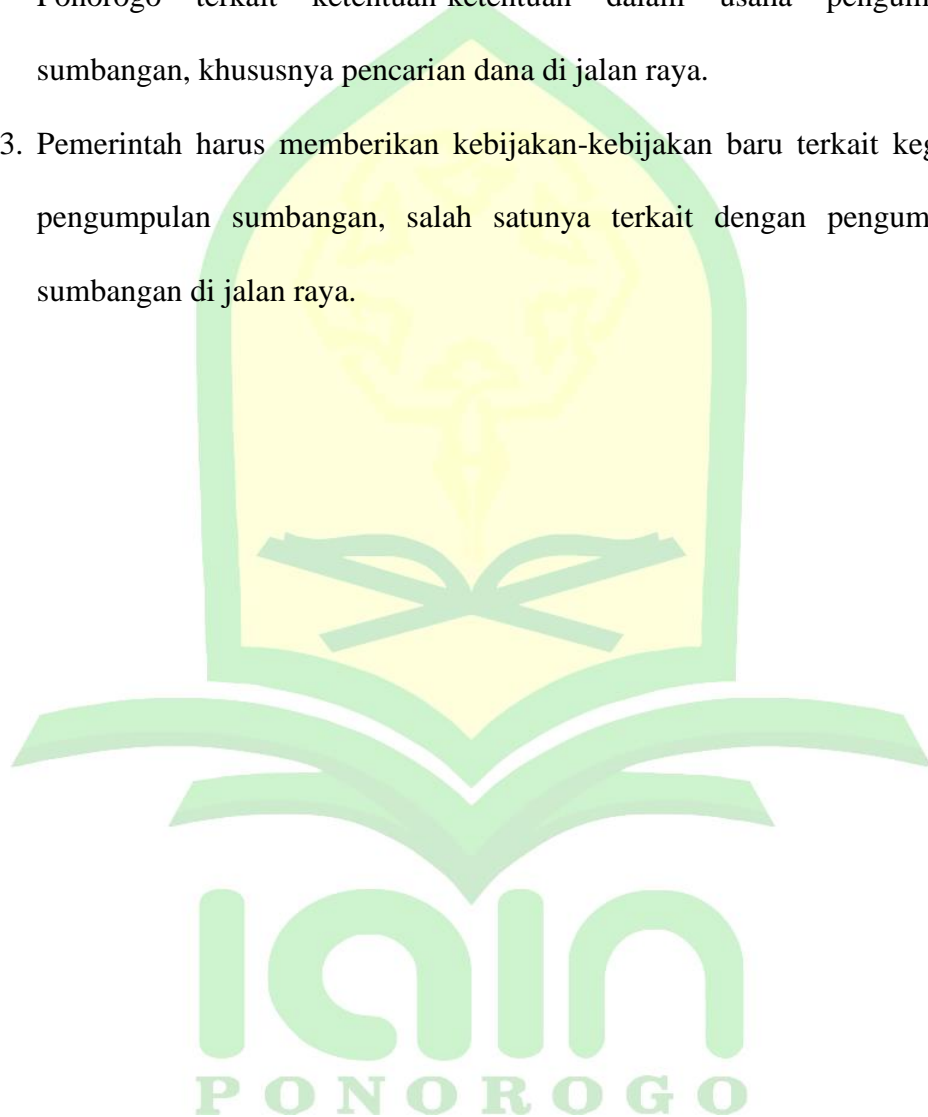 Ponorogo terkait ketentuan-ketentuan dalam usaha pengum
sumbangan, khususnya pencarian dana di jalan raya.
3. Pemerintah harus memberikan kebijakan-kebijakan baru terkait keg
pengumpulan sumbangan, salah satunya terkait dengan pengum
sumbangan di jalan raya.
iain
PONOROGO